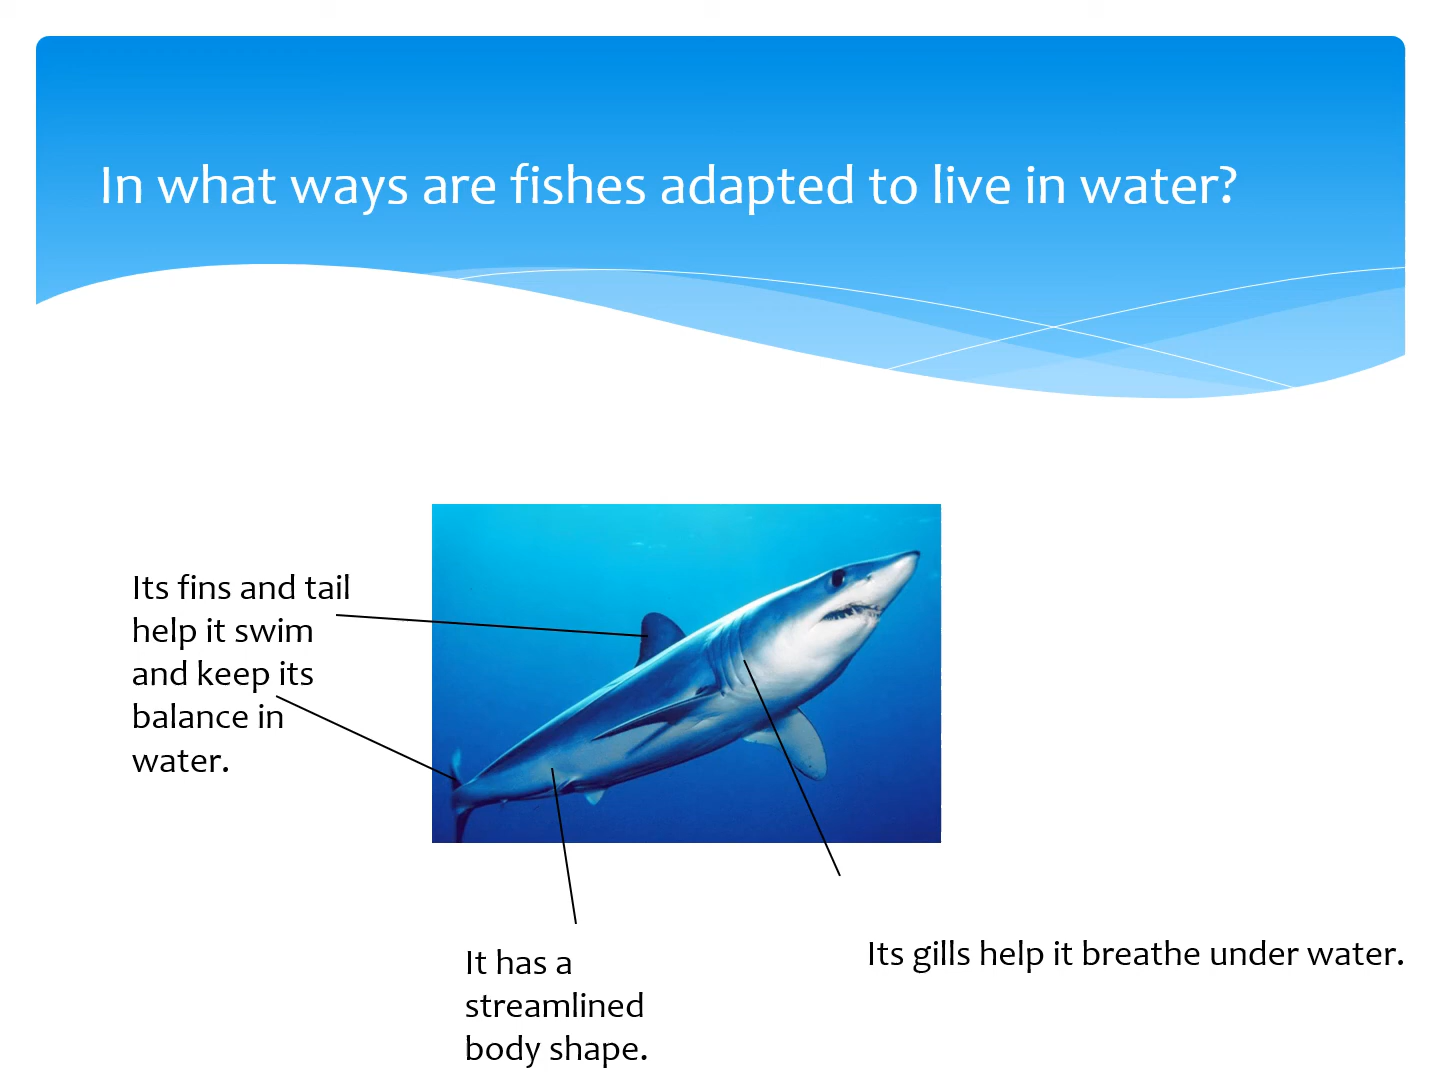 In what ways are fishes adapted to live in water?
Its fins and tail
help it swim
and keep its
balance in
water.
It has a
streamlined
body shape.
Its gills help it breathe under water.